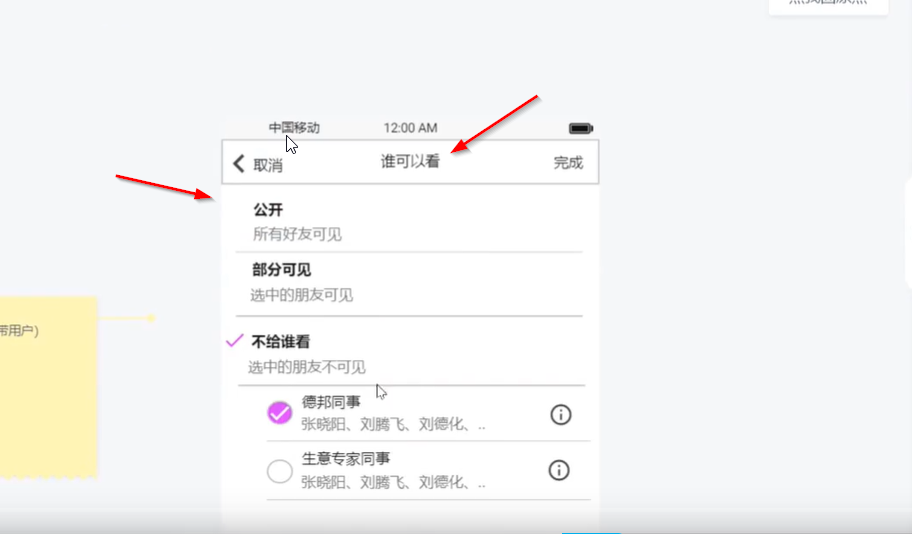 中国移动 12:00 AM
取消 谁可以看 完成
公开
所有好友可见
部分可见
选中的朋友可见
带用户)
不给谁看
选中的朋友不可见
德邦同事
张晓阳、刘腾飞、刘德化、..
生意专家同事
张晓阳、刘腾飞、刘德化、..